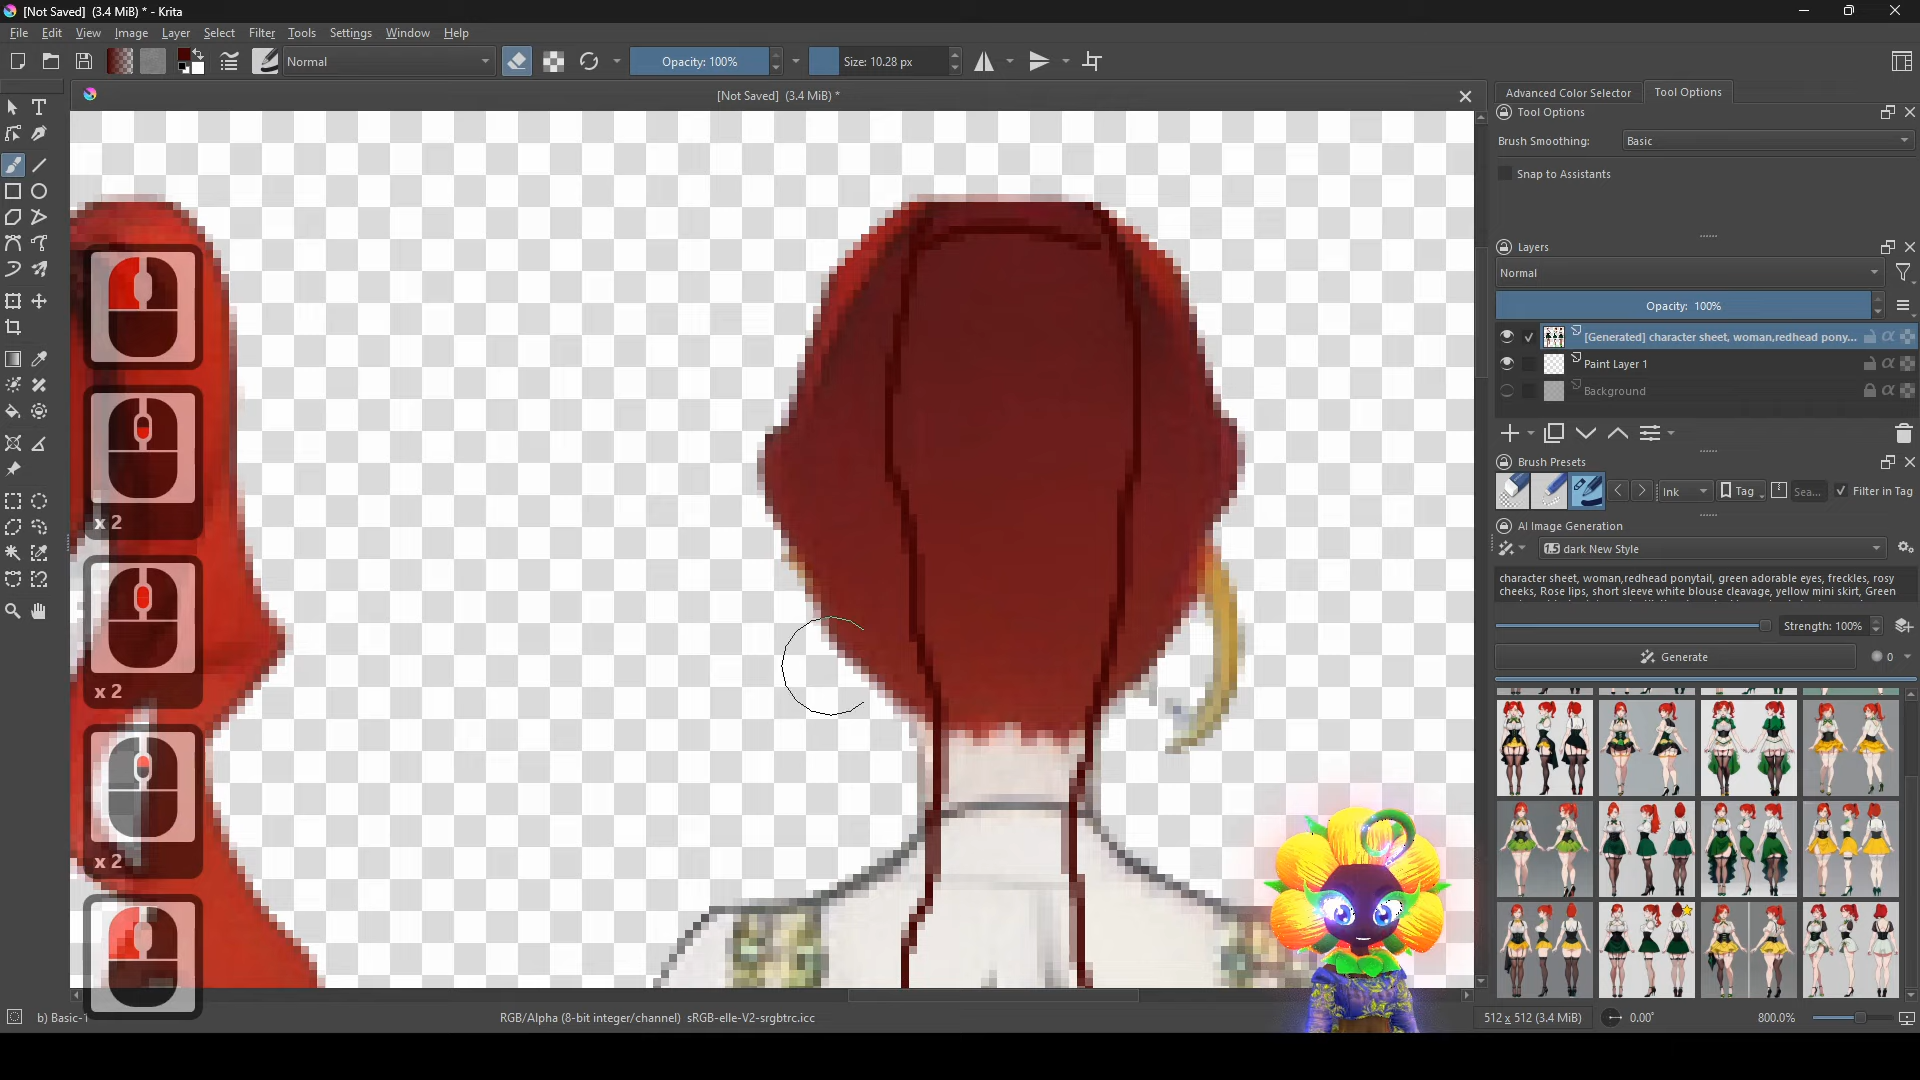 [Not Saved]  (3.4 MiB) * - Krita
File Edit View Image Layer Select Filter Tools Settings Window Help
Normal Opacity: 100% Size: 10.28 px
[Not Saved]  (3.4 MiB) *
Advanced Color Selector Tool Options
Tool Options
Brush Smoothing: Basic
Snap to Assistants
Layers
Normal
Opacity:  100%
[Generated] character sheet, woman,redhead pony...
Paint Layer 1
Background
Brush Presets
Ink Tag Sea... Filter in Tag
AI Image Generation
1.5 dark New Style
character sheet, woman,redhead ponytail, green adorable eyes, freckles, rosy
cheeks, Rose lips, short sleeve white blouse cleavage, yellow mini skirt, Green
Strength: 100%
Generate 0
x 2
x 2
x 2
b) Basic-1 RGB/Alpha (8-bit integer/channel)  sRGB-elle-V2-srgbtrc.icc 512 x 512 (3.4 MiB) 0.00° 800.0%